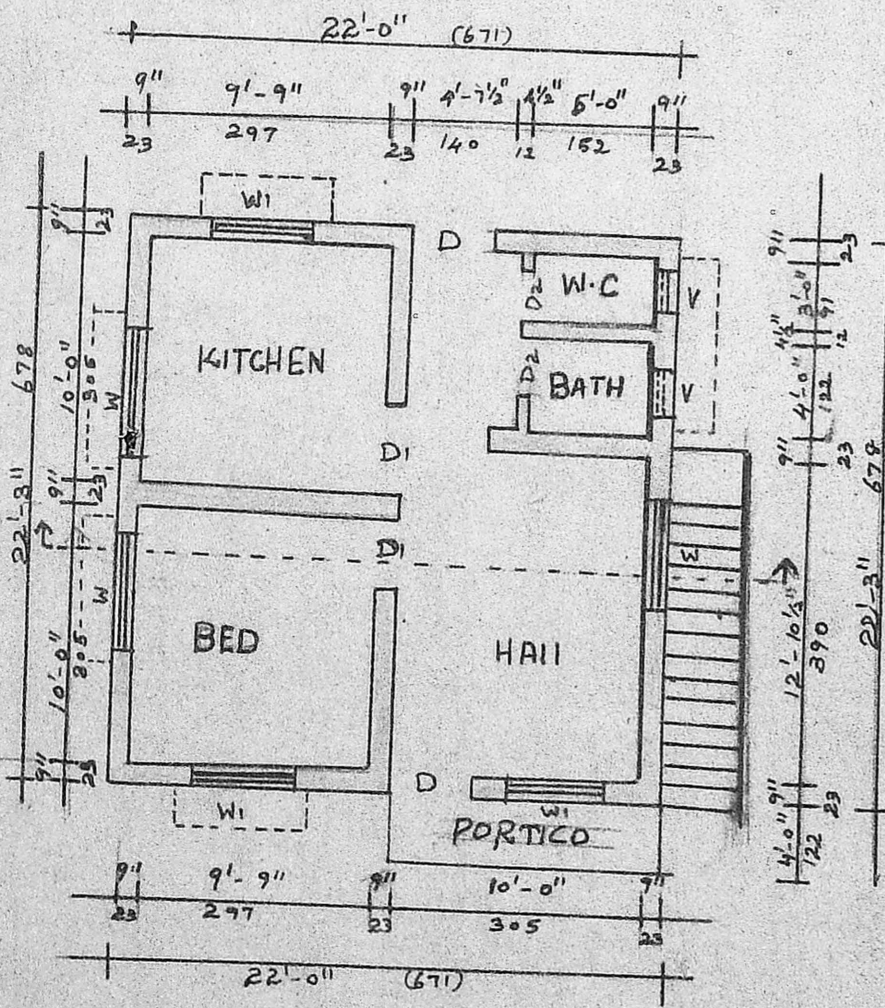 22'-0" (671)
9" 9'-9" 9" 4'-7½" 4½" 5'-0" 9"
23 297 23 140 12 152 23
W1
D
W.C
D2
V
KITCHEN
D2
BATH
V
D1
W
D1
W
W
BED
HAll
D
W1
W1
PORTICO
9" 9'-9" 9" 10'-0" 9"
23 297 23 305 23
22'-0" (671)
22'-3" 678
9" 23
10'-0" 305
9" 23
10'-0" 305
9" 23
9" 23
3'-0" 91
4½" 12
4'-0" 122
9" 23
12'-10½" 390
9" 23
4'-0" 122
22'-3" 678